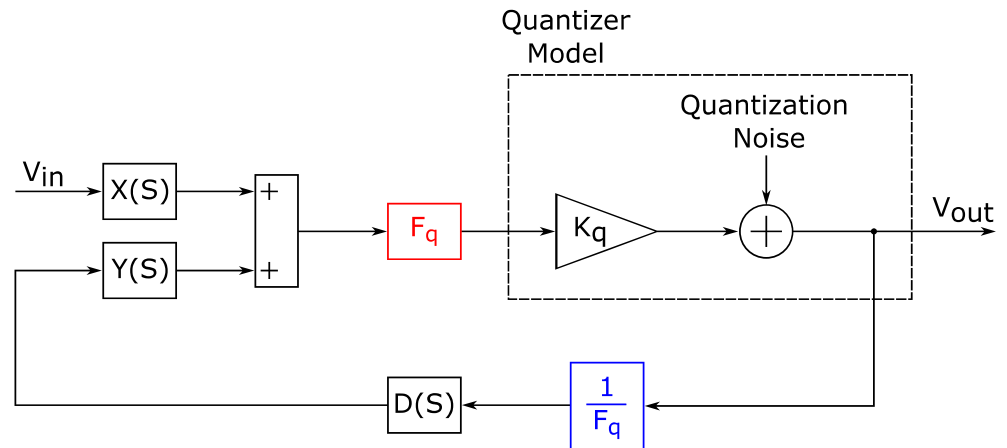 Quantizer
Model
Quantization
Noise
Vin
X(S)
+
Fq
Kq
+
Vout
Y(S)
+
D(S)
1
Fq